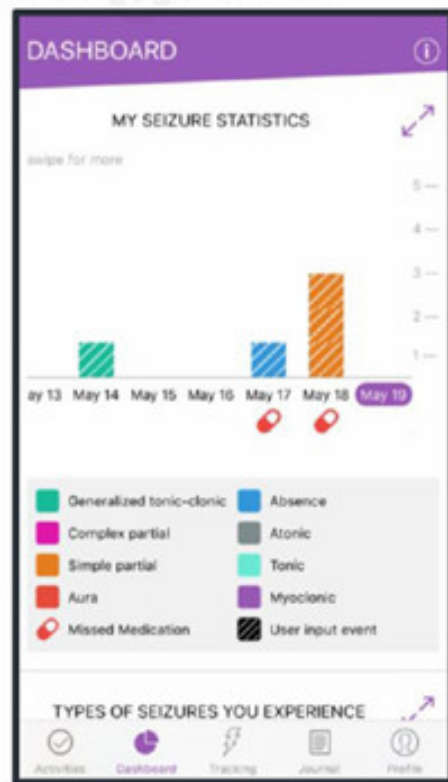 DASHBOARD
MY SEIZURE STATISTICS
swipe for more
5
4
3
2
1
ay 13 May 14 May 15 May 16 May 17 May 18 May 19
Generalized tonic-clonic Absence
Complex partial Atonic
Simple partial Tonic
Aura Myoclonic
Missed Medication User input event
TYPES OF SEIZURES YOU EXPERIENCE
Activities Dashboard Tracking Journal Profile